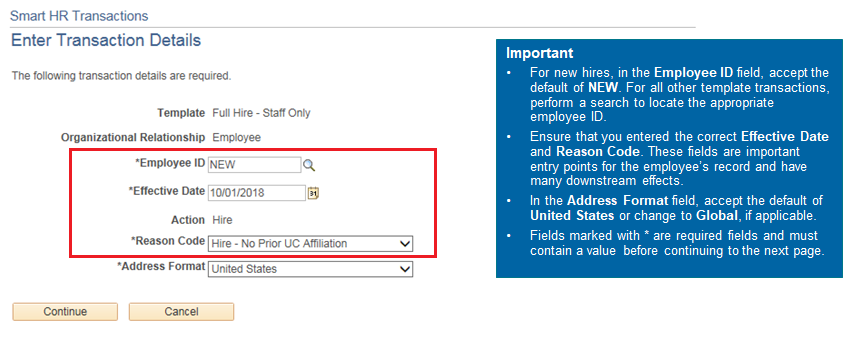 Smart HR Transactions
Enter Transaction Details
The following transaction details are required.
Template Full Hire - Staff Only
Organizational Relationship Employee
*Employee ID NEW
*Effective Date 10/01/2018 31
Action Hire
*Reason Code Hire - No Prior UC Affiliation
*Address Format United States
Continue Cancel
Important
• For new hires, in the Employee ID field, accept the
default of NEW. For all other template transactions,
perform a search to locate the appropriate
employee ID.
• Ensure that you entered the correct Effective Date
and Reason Code. These fields are important
entry points for the employee's record and have
many downstream effects.
• In the Address Format field, accept the default of
United States or change to Global, if applicable.
• Fields marked with * are required fields and must
contain a value before continuing to the next page.